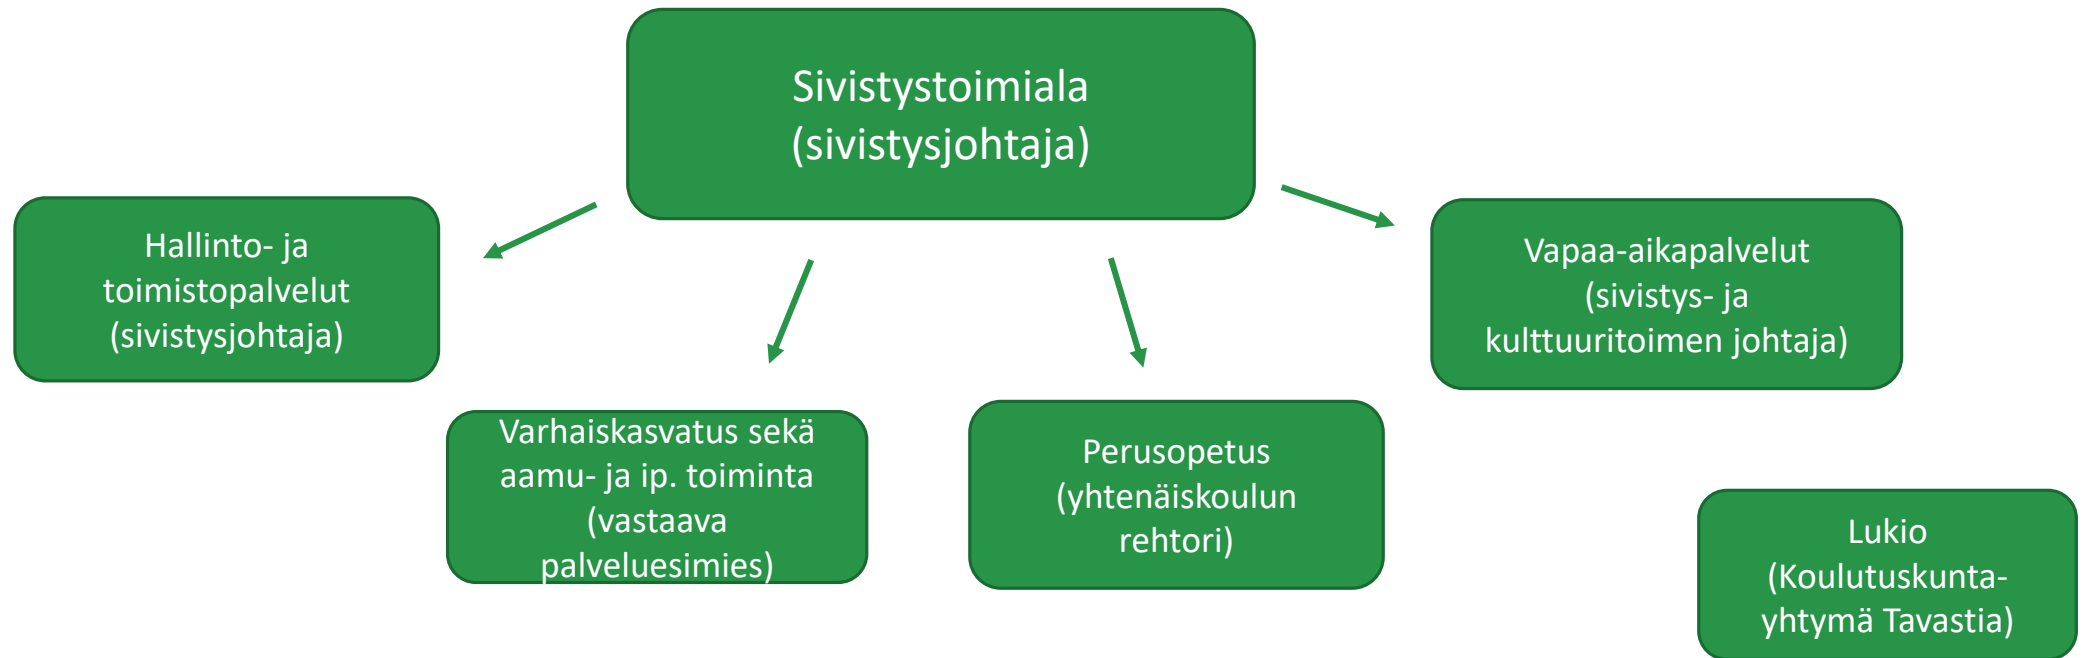 Sivistystoimiala
(sivistysjohtaja)
Hallinto- ja
toimistopalvelut
(sivistysjohtaja)
Vapaa-aikapalvelut
(sivistys- ja
kulttuuritoimen johtaja)
Varhaiskasvatus sekä
aamu- ja ip. toiminta
(vastaava
palveluesimies)
Perusopetus
(yhtenäiskoulun
rehtori)
Lukio
(Koulutuskunta-
yhtymä Tavastia)